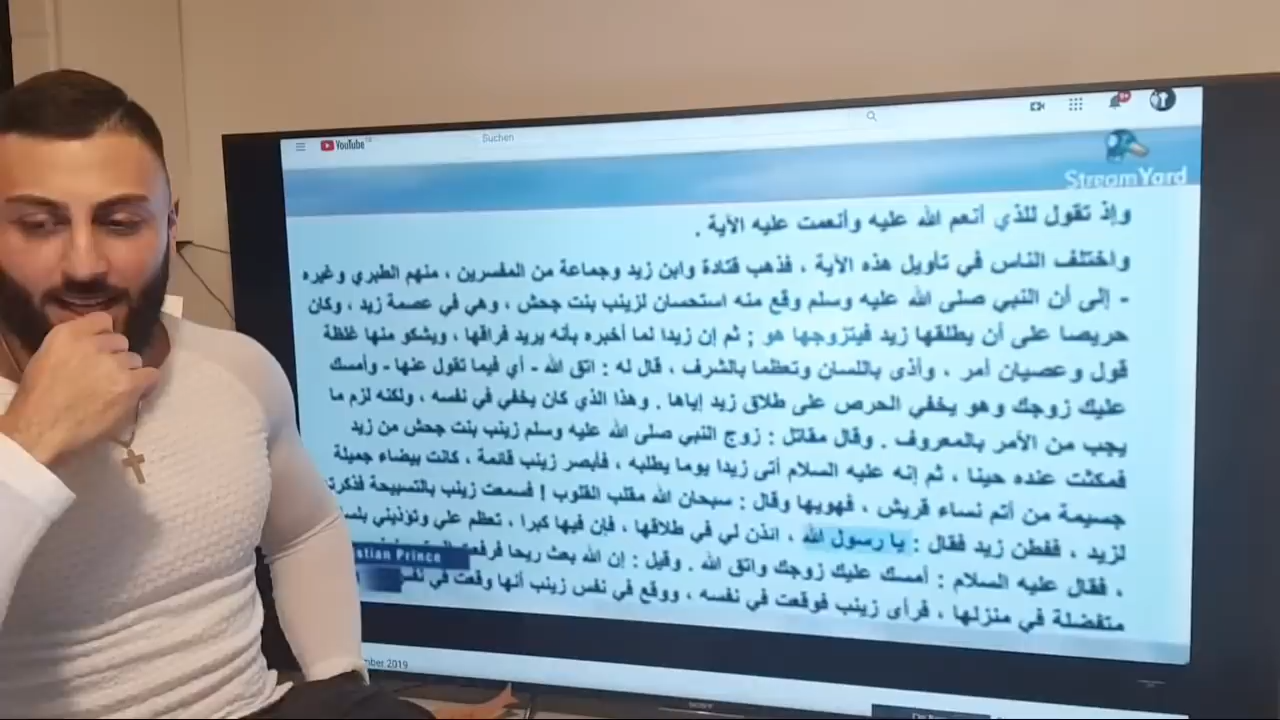 YouTube
Suchen
9+
StreamYard
وإذ تقول للذي أنعم الله عليه وأنعمت عليه الآية .
واختلف الناس في تأويل هذه الآية ، فذهب قتادة وابن زيد وجماعة من المفسرين ، منهم الطبري وغيره
- إلى أن النبي صلى الله عليه وسلم وقع منه استحسان لزينب بنت جحش ، وهي في عصمة زيد ، وكان
حريصا على أن يطلقها زيد فيتزوجها هو ; ثم إن زيدا لما أخبره بأنه يريد فراقها ، ويشكو منها غلظة
قول وعصيان أمر ، وأذى باللسان وتعظما بالشرف ، قال له : اتق الله - أي فيما تقول عنها - وأمسك
عليك زوجك وهو يخفي الحرص على طلاق زيد إياها . وهذا الذي كان يخفي في نفسه ، ولكنه لزم ما
يجب من الأمر بالمعروف . وقال مقاتل : زوج النبي صلى الله عليه وسلم زينب بنت جحش من زيد
فمكثت عنده حينا ، ثم إنه عليه السلام أتى زيدا يوما يطلبه ، فأبصر زينب قائمة ، كانت بيضاء جميلة
جسيمة من أتم نساء قريش ، فهويها وقال : سبحان الله مقلب القلوب ! فسمعت زينب بالتسبيحة فذكرتها
لزيد ، ففطن زيد فقال : يا رسول الله ، ائذن لي في طلاقها ، فإن فيها كبرا ، تعظم علي وتؤذيني
، فقال عليه السلام : أمسك عليك زوجك واتق الله . وقيل : إن الله بعث ريحا فرفعت
stian Prince
متفضلة في منزلها ، فرأى زينب فوقعت في نفسه ، ووقع في نفس زينب أنها وقعت في
mber 2019
SONY